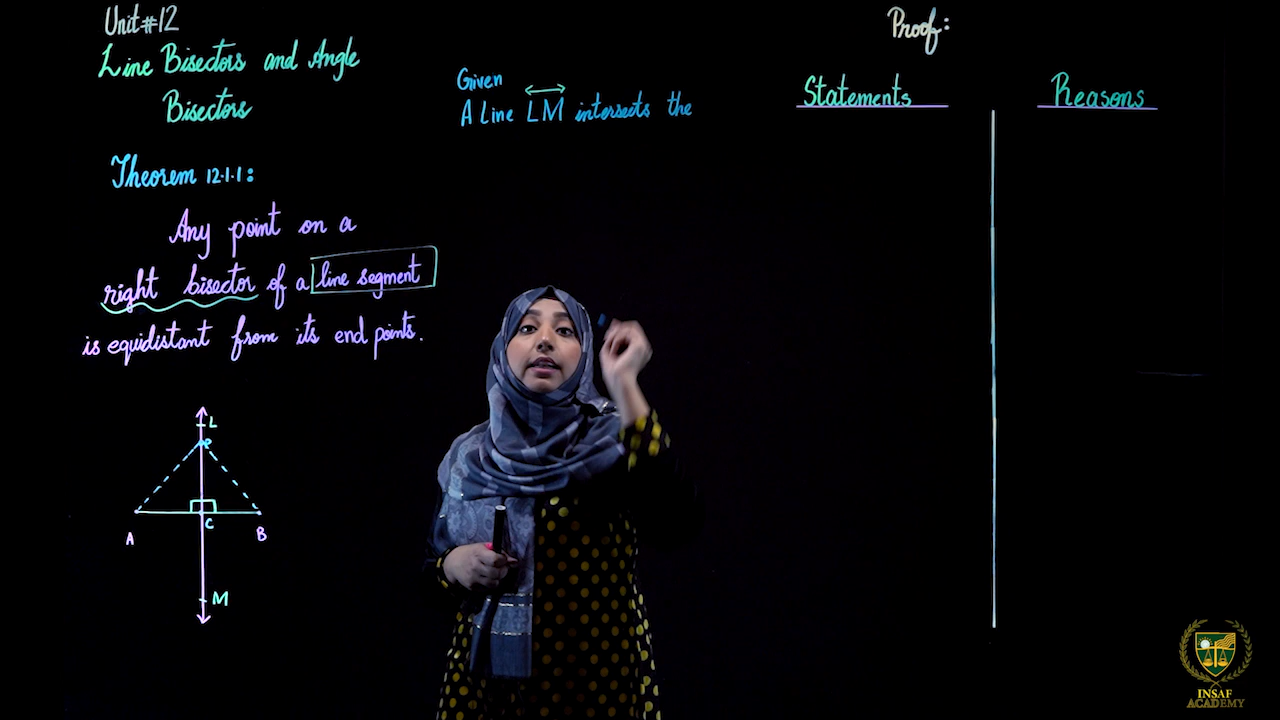 Unit#12
Line Bisectors and Angle
Bisectors
Theorem 12.1.1:
Any point on a
right bisector of a line segment
is equidistant from its end points.
L
P
C
A
B
M
Given
A Line LM intersects the
Proof:
Statements
Reasons
INSAF
ACADEMY